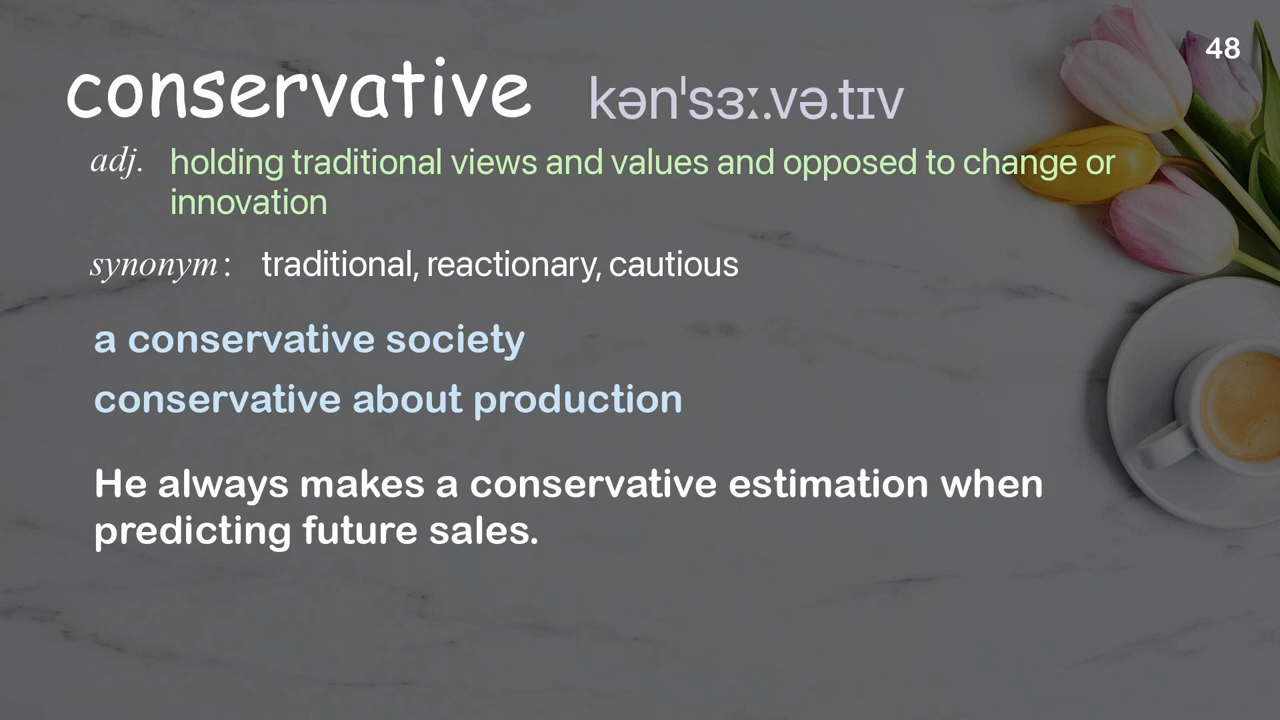 48
conservative kən'sɜː.və.tɪv
adj. holding traditional views and values and opposed to change or
innovation
synonym: traditional, reactionary, cautious
a conservative society
conservative about production
He always makes a conservative estimation when
predicting future sales.